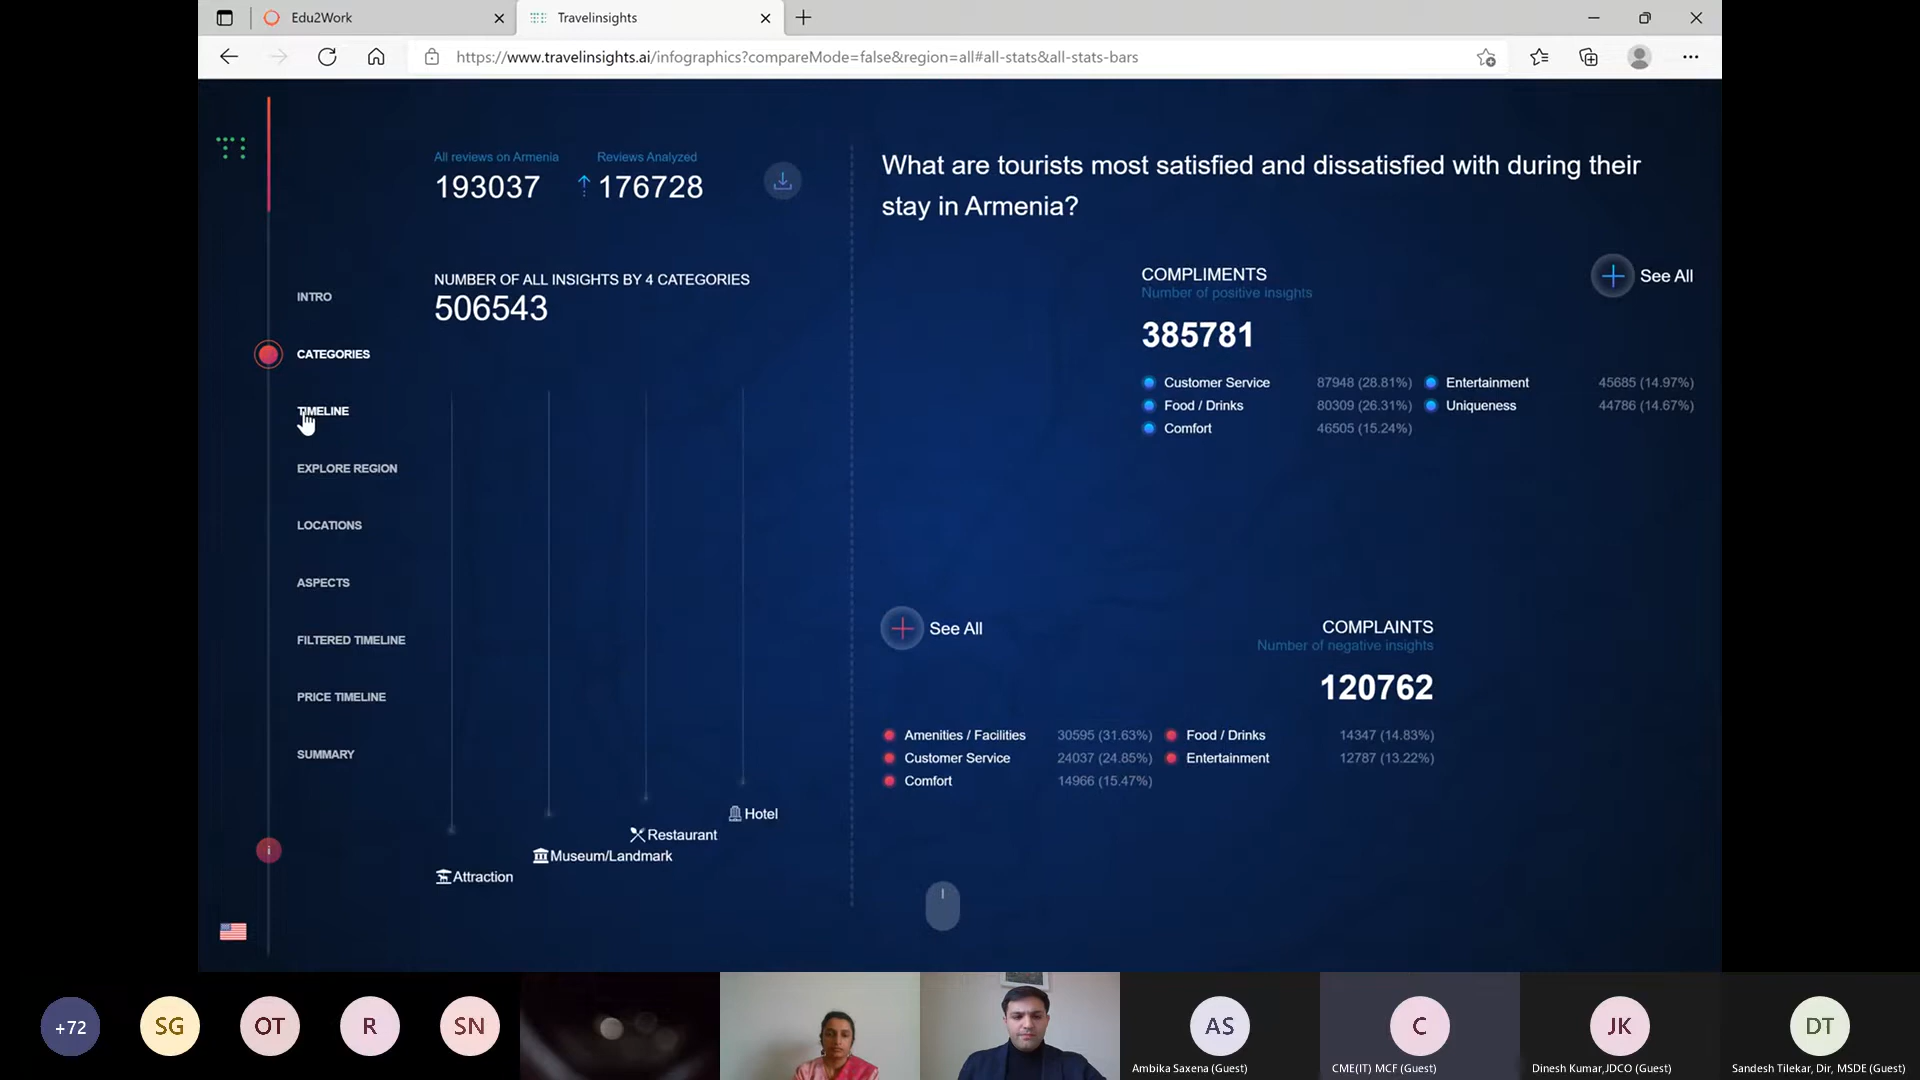 Edu2Work
Travelinsights
https://www.travelinsights.ai/infographics?compareMode=false&region=all#all-stats&all-stats-bars
All reviews on Armenia
193037
Reviews Analyzed
176728
What are tourists most satisfied and dissatisfied with during their
stay in Armenia?
NUMBER OF ALL INSIGHTS BY 4 CATEGORIES
506543
INTRO
CATEGORIES
TIMELINE
EXPLORE REGION
LOCATIONS
ASPECTS
FILTERED TIMELINE
PRICE TIMELINE
SUMMARY
i
Attraction
Museum/Landmark
Restaurant
Hotel
COMPLIMENTS
Number of positive insights
385781
See All
Customer Service 87948 (28.81%)
Food / Drinks 80309 (26.31%)
Comfort 46505 (15.24%)
Entertainment 45685 (14.97%)
Uniqueness 44786 (14.67%)
See All
COMPLAINTS
Number of negative insights
120762
Amenities / Facilities 30595 (31.63%)
Customer Service 24037 (24.85%)
Comfort 14966 (15.47%)
Food / Drinks 14347 (14.83%)
Entertainment 12787 (13.22%)
+72
SG
OT
R
SN
AS
Ambika Saxena (Guest)
C
CME(IT) MCF (Guest)
JK
Dinesh Kumar,JDCO (Guest)
DT
Sandesh Tilekar, Dir, MSDE (Guest)